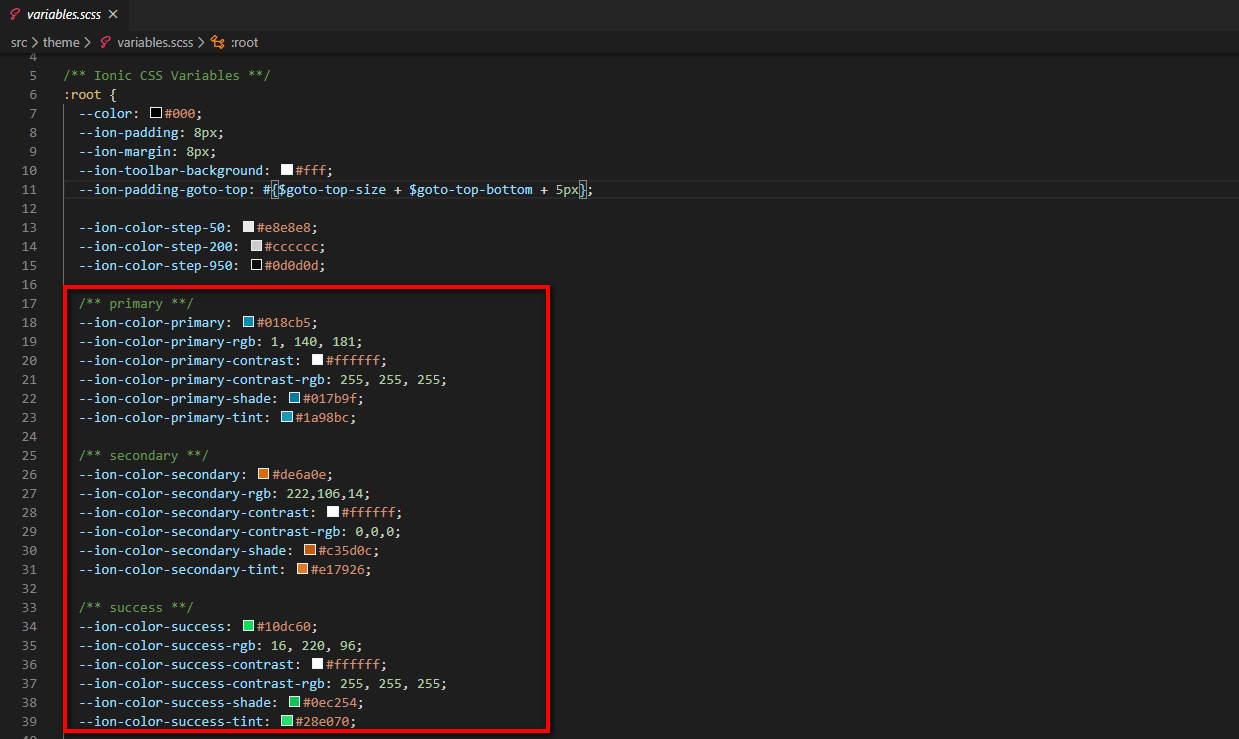 variables.scss
src > theme > variables.scss > :root
4
5 /** Ionic CSS Variables **/
6 :root {
7 --color: #000;
8 --ion-padding: 8px;
9 --ion-margin: 8px;
10 --ion-toolbar-background: #fff;
11 --ion-padding-goto-top: #{$goto-top-size + $goto-top-bottom + 5px};
12
13 --ion-color-step-50: #e8e8e8;
14 --ion-color-step-200: #cccccc;
15 --ion-color-step-950: #0d0d0d;
16
17 /** primary **/
18 --ion-color-primary: #018cb5;
19 --ion-color-primary-rgb: 1, 140, 181;
20 --ion-color-primary-contrast: #ffffff;
21 --ion-color-primary-contrast-rgb: 255, 255, 255;
22 --ion-color-primary-shade: #017b9f;
23 --ion-color-primary-tint: #1a98bc;
24
25 /** secondary **/
26 --ion-color-secondary: #de6a0e;
27 --ion-color-secondary-rgb: 222,106,14;
28 --ion-color-secondary-contrast: #ffffff;
29 --ion-color-secondary-contrast-rgb: 0,0,0;
30 --ion-color-secondary-shade: #c35d0c;
31 --ion-color-secondary-tint: #e17926;
32
33 /** success **/
34 --ion-color-success: #10dc60;
35 --ion-color-success-rgb: 16, 220, 96;
36 --ion-color-success-contrast: #ffffff;
37 --ion-color-success-contrast-rgb: 255, 255, 255;
38 --ion-color-success-shade: #0ec254;
39 --ion-color-success-tint: #28e070;
40